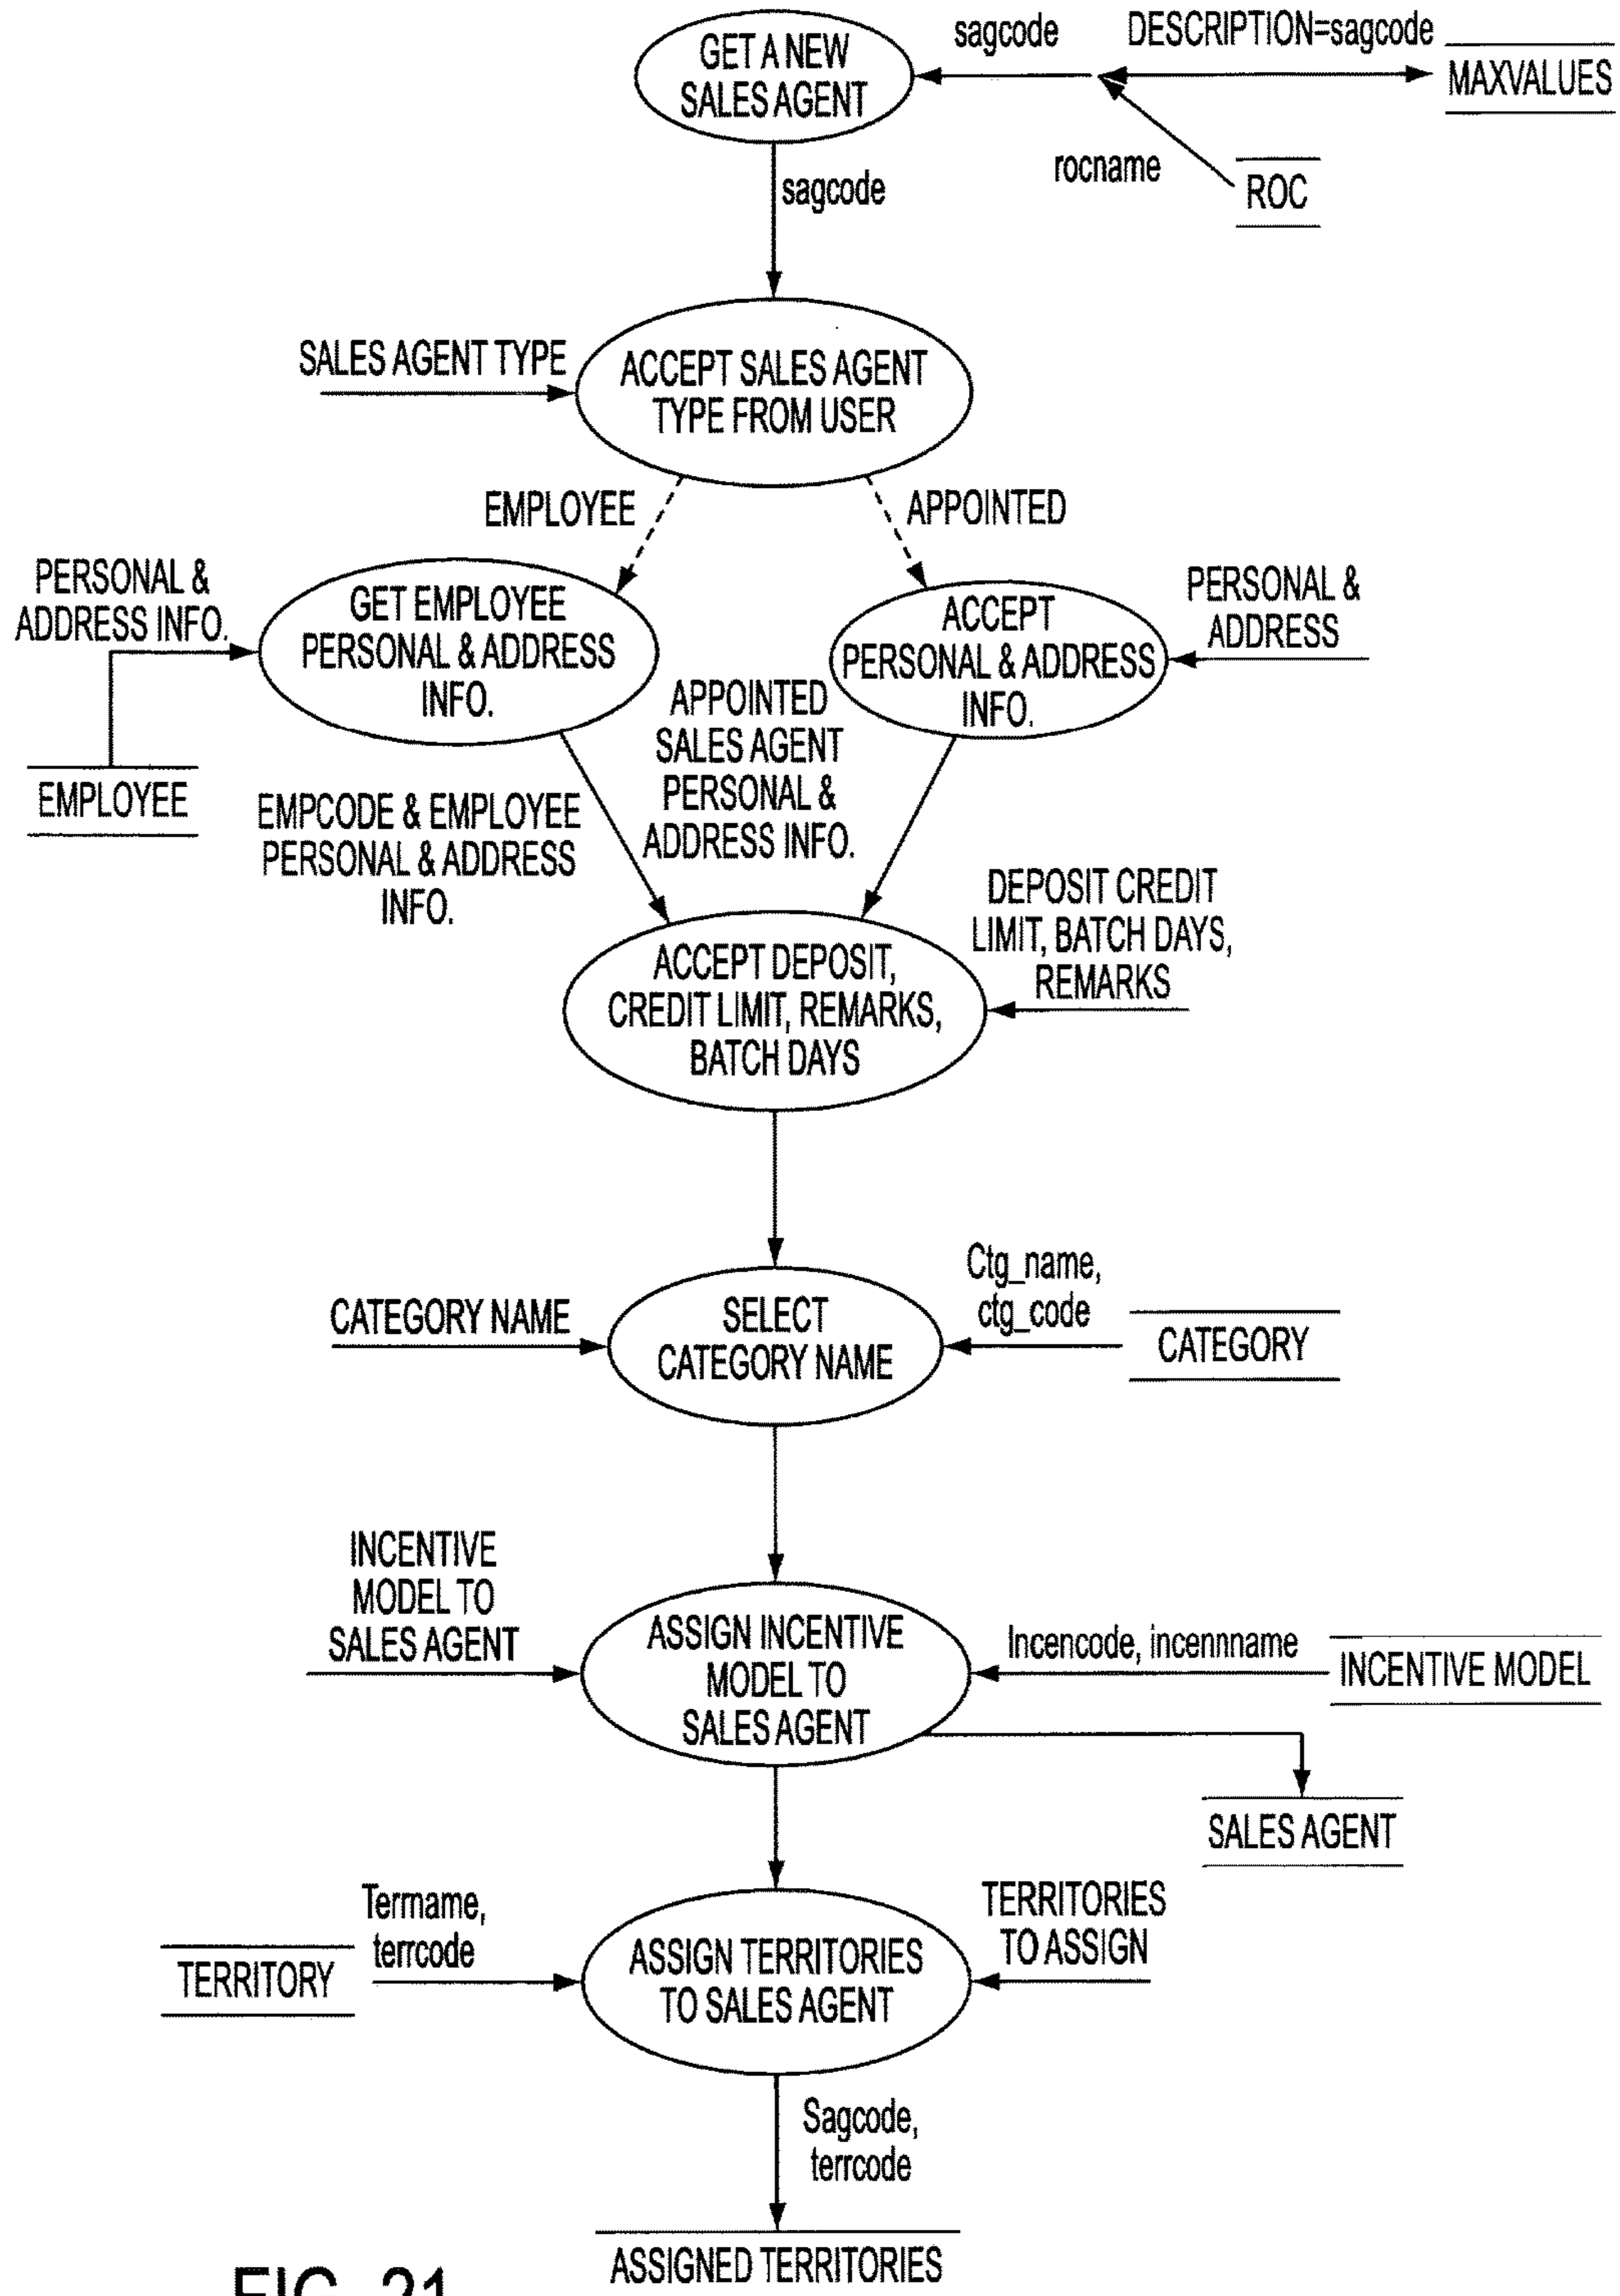 GET A NEW
SALES AGENT
sagcode
DESCRIPTION=sagcode
MAXVALUES
rocname
ROC
sagcode
SALES AGENT TYPE
ACCEPT SALES AGENT
TYPE FROM USER
EMPLOYEE
APPOINTED
PERSONAL &
ADDRESS INFO.
GET EMPLOYEE
PERSONAL & ADDRESS
INFO.
ACCEPT
PERSONAL & ADDRESS
INFO.
PERSONAL &
ADDRESS
EMPLOYEE
EMPCODE & EMPLOYEE
PERSONAL & ADDRESS
INFO.
APPOINTED
SALES AGENT
PERSONAL &
ADDRESS INFO.
ACCEPT DEPOSIT,
CREDIT LIMIT, REMARKS,
BATCH DAYS
DEPOSIT CREDIT
LIMIT, BATCH DAYS,
REMARKS
CATEGORY NAME
SELECT
CATEGORY NAME
Ctg_name,
ctg_code
CATEGORY
INCENTIVE
MODEL TO
SALES AGENT
ASSIGN INCENTIVE
MODEL TO
SALES AGENT
Incencode, incennname
INCENTIVE MODEL
SALES AGENT
Terrname,
terrcode
TERRITORY
ASSIGN TERRITORIES
TO SALES AGENT
TERRITORIES
TO ASSIGN
Sagcode,
terrcode
ASSIGNED TERRITORIES
FIG. 21